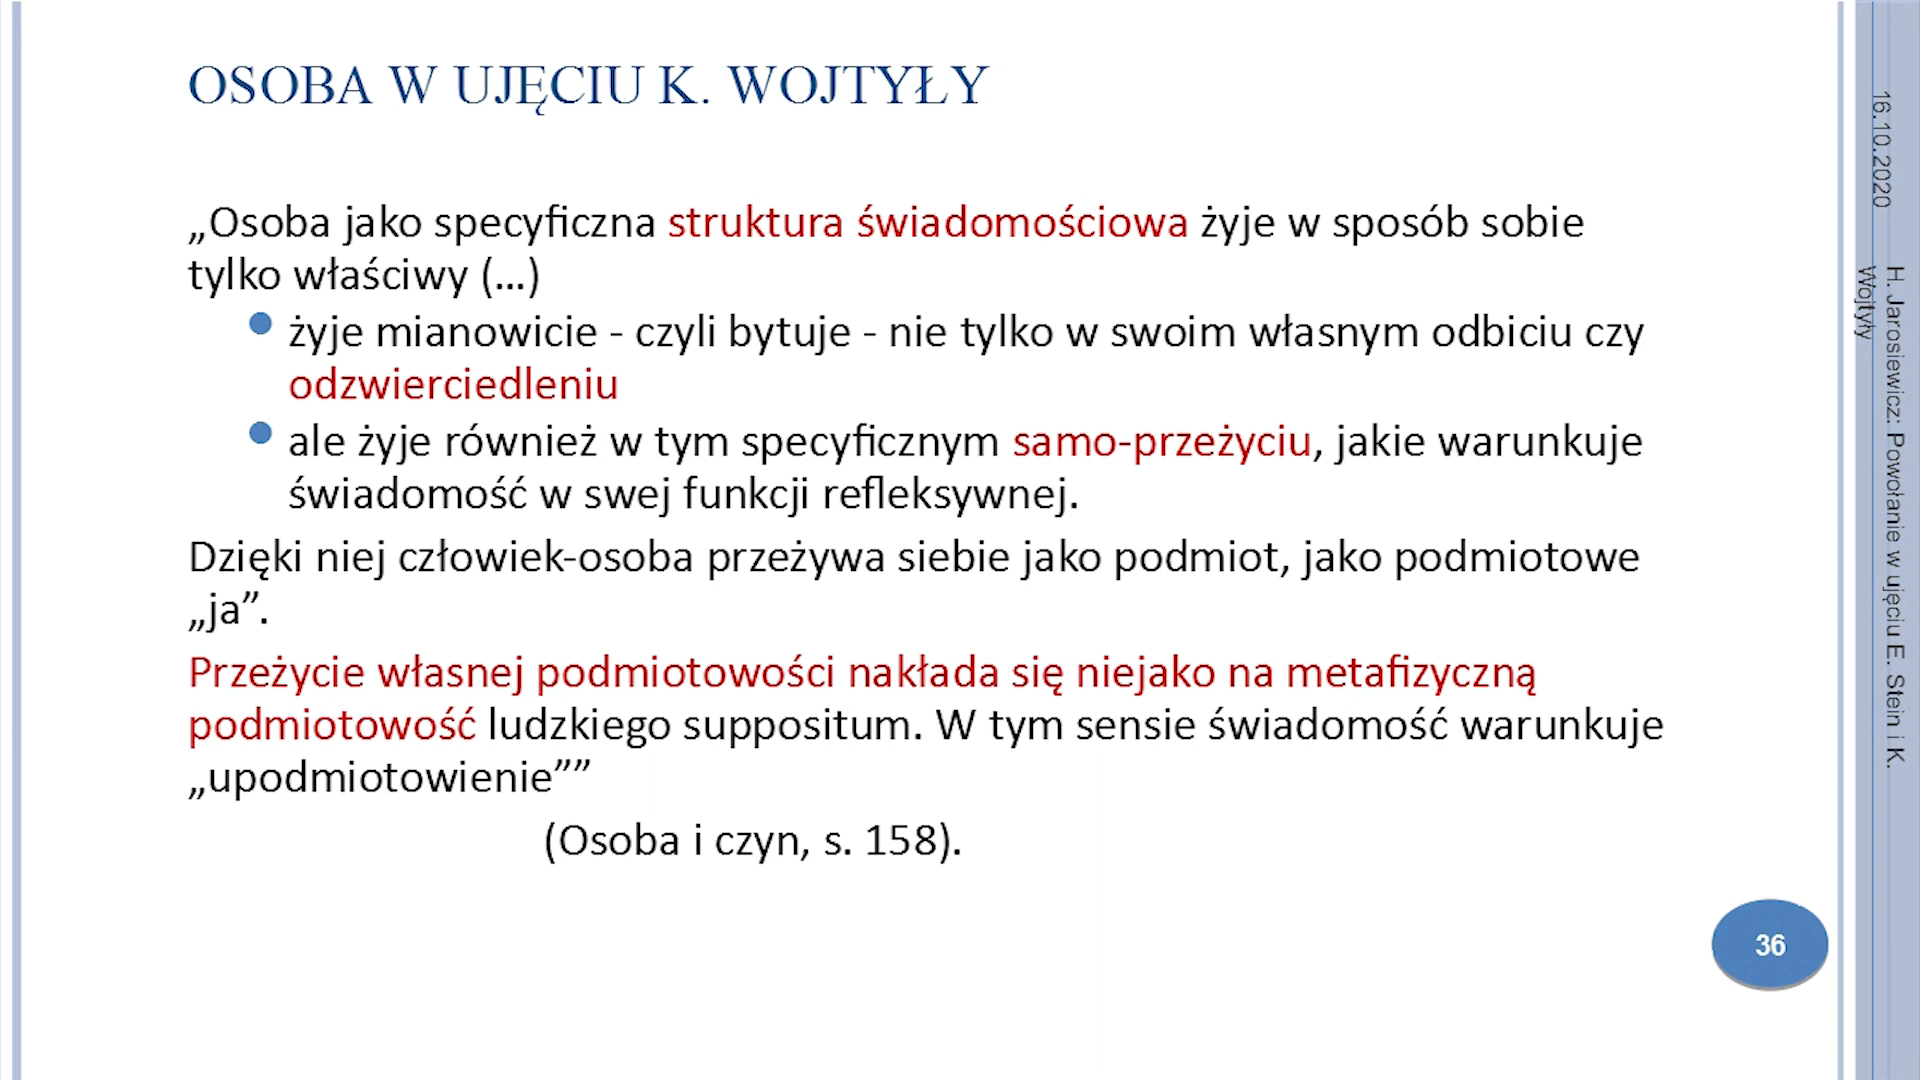 OSOBA W UJĘCIU K. WOJTYŁY
„Osoba jako specyficzna struktura świadomościowa żyje w sposób sobie
tylko właściwy (...)
żyje mianowicie - czyli bytuje - nie tylko w swoim własnym odbiciu czy
odzwierciedleniu
ale żyje również w tym specyficznym samo-przeżyciu, jakie warunkuje
świadomość w swej funkcji refleksywnej.
Dzięki niej człowiek-osoba przeżywa siebie jako podmiot, jako podmiotowe
„ja”.
Przeżycie własnej podmiotowości nakłada się niejako na metafizyczną
podmiotowość ludzkiego suppositum. W tym sensie świadomość warunkuje
„upodmiotowienie””
(Osoba i czyn, s. 158).
36
16.10.2020
H. Jarosiewicz: Powołanie w ujęciu E. Stein i K.
Wojtyły